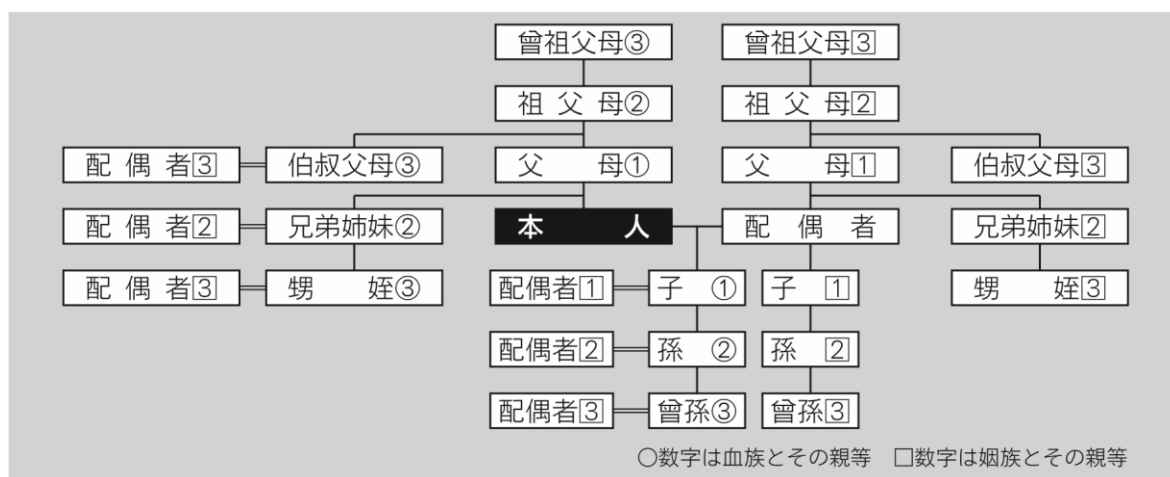 曾祖父母③ 曾祖父母3
祖父母② 祖父母2
配偶者3 伯叔父母③ 父母① 父母1 伯叔父母3
配偶者2 兄弟姉妹② 本人 配偶者 兄弟姉妹2
配偶者3 甥姪③ 配偶者1 子① 子1 甥姪3
配偶者2 孫② 孫2
配偶者3 曾孫③ 曾孫3
○数字は血族とその親等 □数字は姻族とその親等